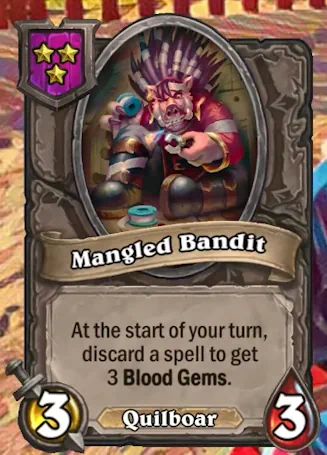 Mangled Bandit
At the start of your turn,
discard a spell to get
3 Blood Gems.
3
Quilboar
3